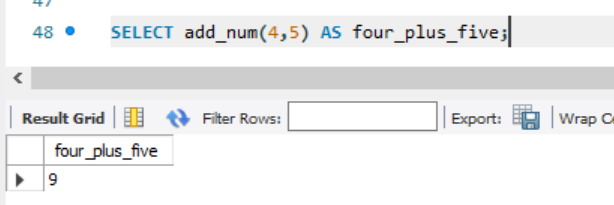 47
48 SELECT add_num(4,5) AS four_plus_five;
Result Grid Filter Rows: Export: Wrap
four_plus_five
9